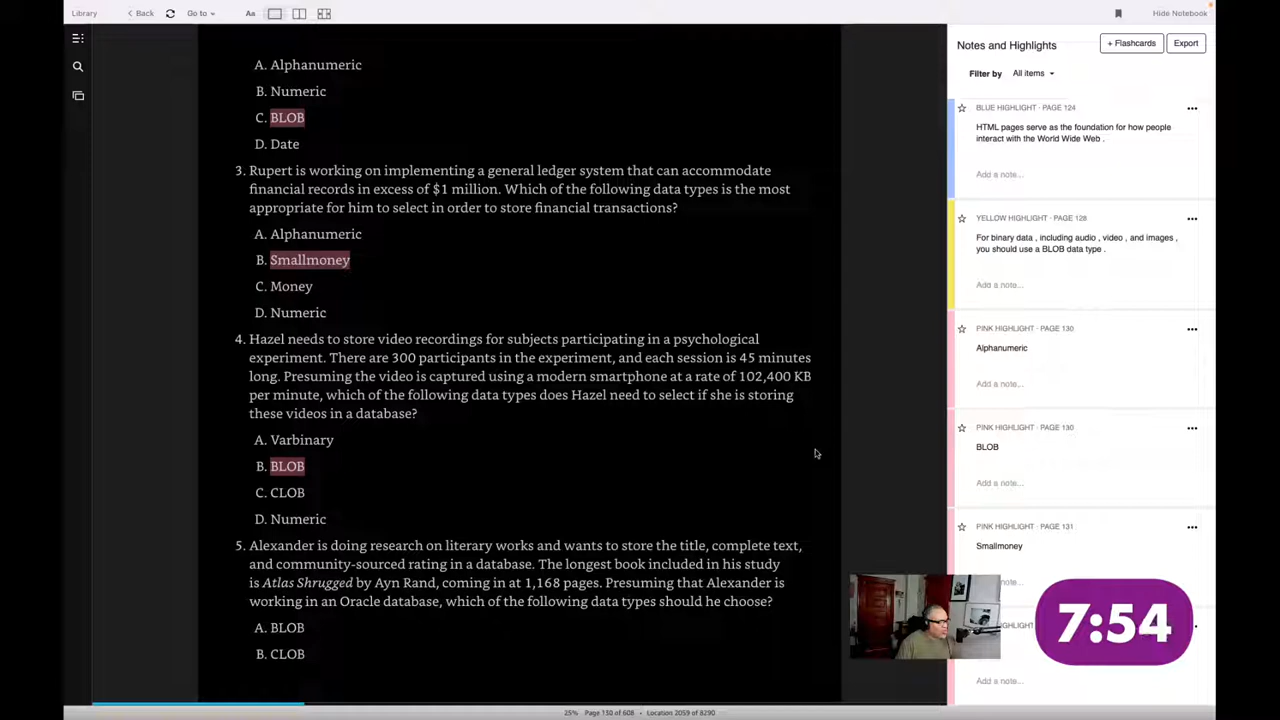 Library
Back
Go to
Aa
Hide Notebook
A. Alphanumeric
B. Numeric
C. BLOB
D. Date
3. Rupert is working on implementing a general ledger system that can accommodate
financial records in excess of $1 million. Which of the following data types is the most
appropriate for him to select in order to store financial transactions?
A. Alphanumeric
B. Smallmoney
C. Money
D. Numeric
4. Hazel needs to store video recordings for subjects participating in a psychological
experiment. There are 300 participants in the experiment, and each session is 45 minutes
long. Presuming the video is captured using a modern smartphone at a rate of 102,400 KB
per minute, which of the following data types does Hazel need to select if she is storing
these videos in a database?
A. Varbinary
B. BLOB
C. CLOB
D. Numeric
5. Alexander is doing research on literary works and wants to store the title, complete text,
and community-sourced rating in a database. The longest book included in his study
is Atlas Shrugged by Ayn Rand, coming in at 1,168 pages. Presuming that Alexander is
working in an Oracle database, which of the following data types should he choose?
A. BLOB
B. CLOB
25% Page 130 of 608 • Location 2059 of 8290
Notes and Highlights
+ Flashcards
Export
Filter by
All items
BLUE HIGHLIGHT · PAGE 124
HTML pages serve as the foundation for how people
interact with the World Wide Web .
Add a note...
YELLOW HIGHLIGHT · PAGE 128
For binary data , including audio , video , and images ,
you should use a BLOB data type .
Add a note...
PINK HIGHLIGHT · PAGE 130
Alphanumeric
Add a note...
PINK HIGHLIGHT · PAGE 130
BLOB
Add a note...
PINK HIGHLIGHT · PAGE 131
Smallmoney
note...
7:54
Add a note...